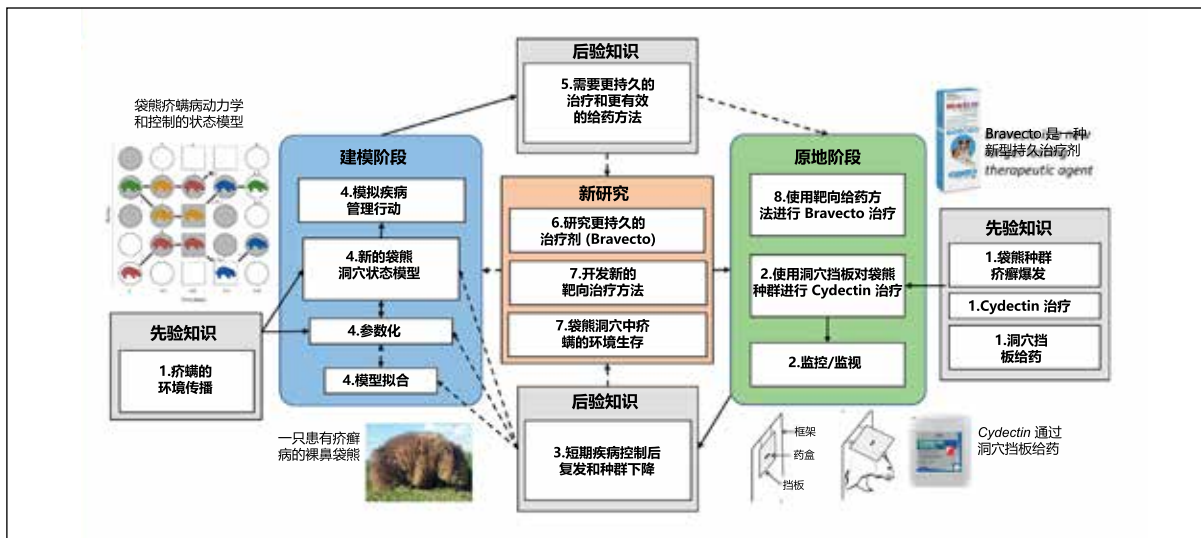 后验知识
5.需要更持久的
治疗和更有效
的给药方法
袋熊疥螨病动力学
和控制的状态模型
建模阶段
4.模拟疾病
管理行动
4.新的袋熊
洞穴状态模型
4.参数化
4.模型拟合
先验知识
1.疥螨的
环境传播
新研究
6.研究更持久的
治疗剂 (Bravecto)
7.开发新的
靶向治疗方法
7.袋熊洞穴中疥
螨的环境生存
原地阶段
8.使用靶向给药方
法进行 Bravecto 治疗
2.使用洞穴挡板对袋熊
种群进行 Cydectin 治疗
2.监控/监视
Bravecto 是一种
新型持久治疗剂
therapeutic agent
先验知识
1.袋熊种群
疥癣爆发
1.Cydectin 治疗
1.洞穴挡
板给药
后验知识
3.短期疾病控制后
复发和种群下降
一只患有疥癣
病的裸鼻袋熊
框架
药盒
挡板
Cydectin 通过
洞穴挡板给药